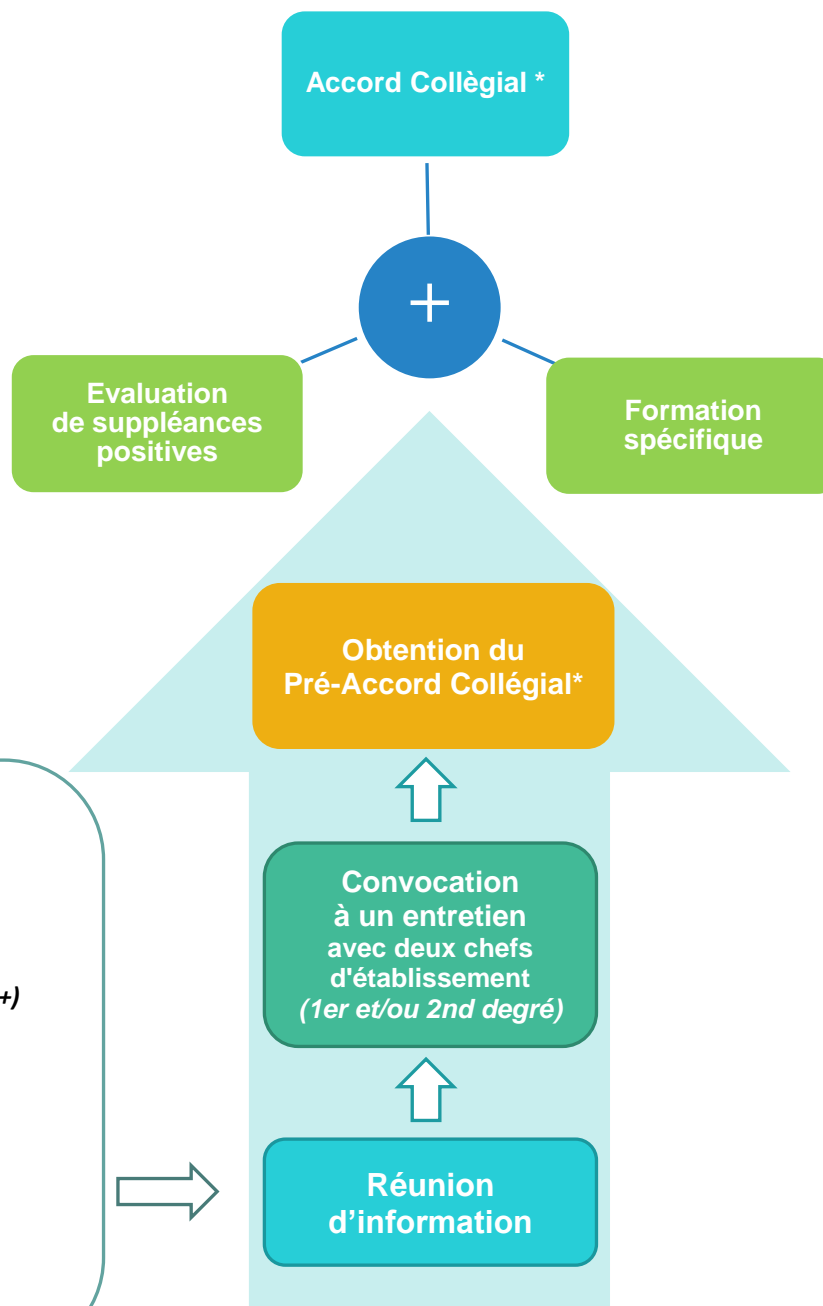 Accord Collègial *
+
Evaluation
de suppléances
positives
Formation
spécifique
Obtention du
Pré-Accord Collégial*
Convocation
à un entretien
avec deux chefs
d'établissement
(1er et/ou 2nd degré)
+)
Réunion
d’information